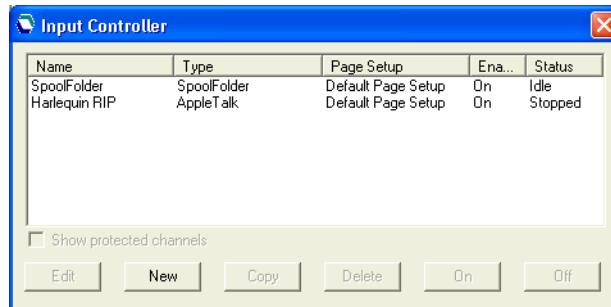 Input Controller
Name Type Page Setup Ena... Status
SpoolFolder SpoolFolder Default Page Setup On Idle
Harlequin RIP AppleTalk Default Page Setup On Stopped
Show protected channels
Edit New Copy Delete On Off